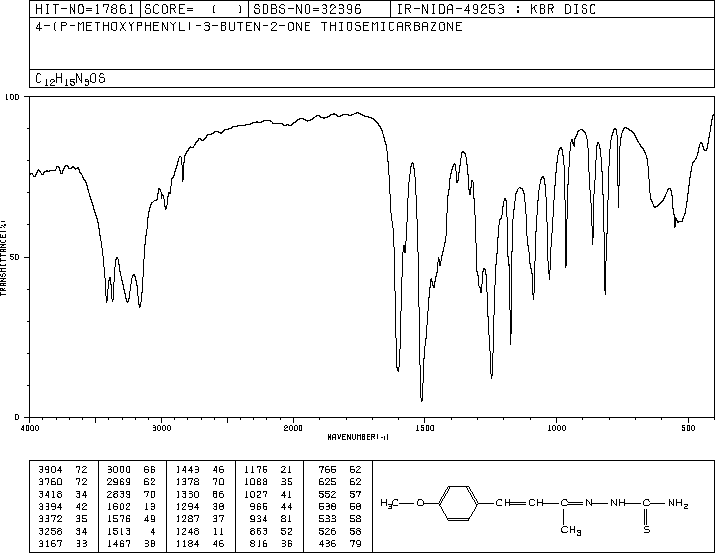 HIT-NO=17861 SCORE= ( ) SDBS-NO=32396 IR-NIDA-49253 : KBR DISC
4-(P-METHOXYPHENYL)-3-BUTEN-2-ONE THIOSEMICARBAZONE
C12H15N3OS
100
50
0
TRANSMITTANCE(%)
4000 3000 2000 1500 1000 500
WAVENUMBER(-1)
3904 72 3000 66 1443 46 1176 21 766 62
3760 72 2969 62 1378 70 1088 35 625 62
3418 34 2839 70 1330 66 1027 41 552 57
3394 42 1602 13 1294 38 966 44 538 58
3372 35 1576 49 1287 37 934 81 533 58
3258 34 1513 4 1248 11 863 52 526 58
3167 33 1467 38 1184 46 816 36 436 79
H3C O CH CH C N NH C NH2
CH3 S